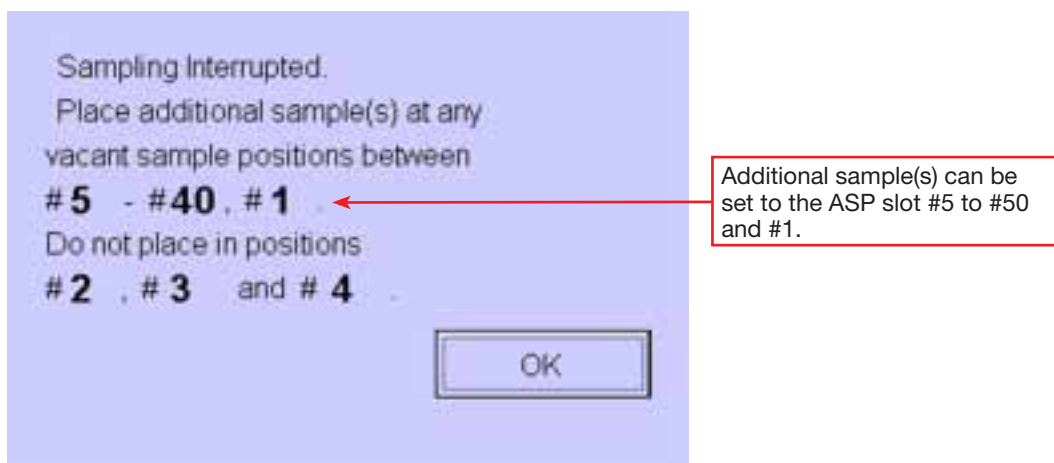 Sampling Interrupted.
Place additional sample(s) at any
vacant sample positions between
#5 - #40, #1 .
Do not place in positions
#2 , #3 and #4 .
OK
Additional sample(s) can be
set to the ASP slot #5 to #50
and #1.